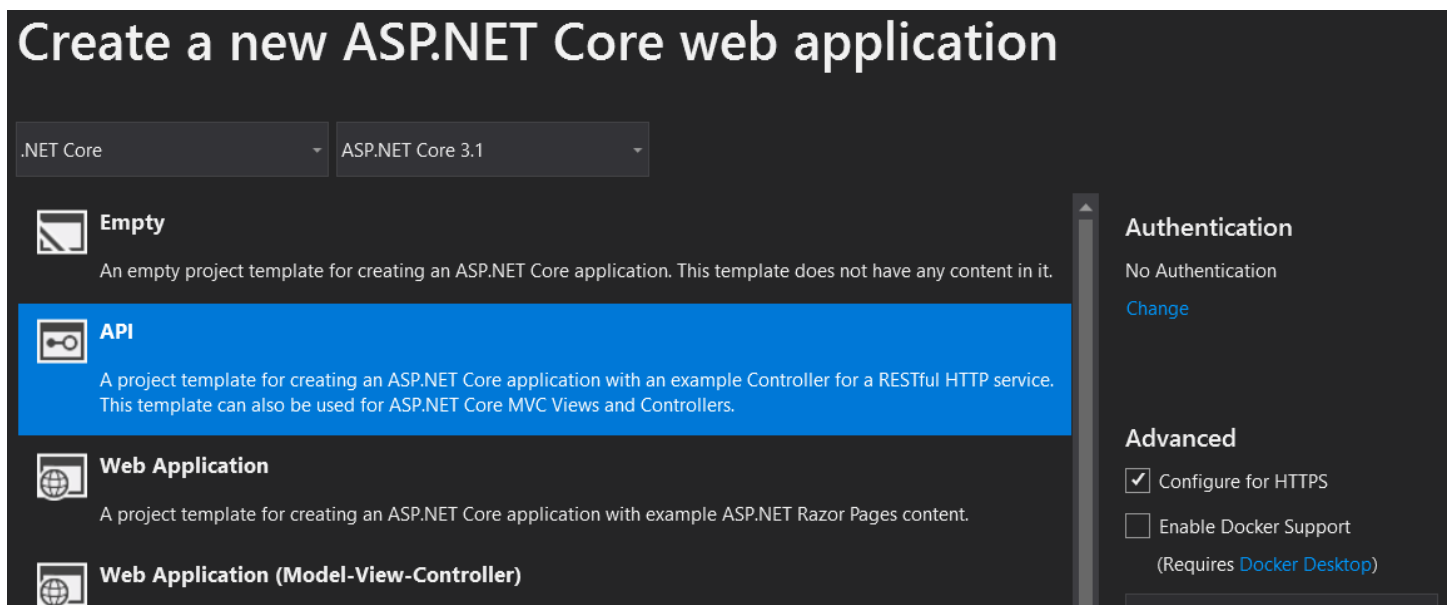 Create a new ASP.NET Core web application
.NET Core
ASP.NET Core 3.1
Empty
An empty project template for creating an ASP.NET Core application. This template does not have any content in it.
API
A project template for creating an ASP.NET Core application with an example Controller for a RESTful HTTP service.
This template can also be used for ASP.NET Core MVC Views and Controllers.
Web Application
A project template for creating an ASP.NET Core application with example ASP.NET Razor Pages content.
Web Application (Model-View-Controller)
Authentication
No Authentication
Change
Advanced
Configure for HTTPS
Enable Docker Support
(Requires Docker Desktop)